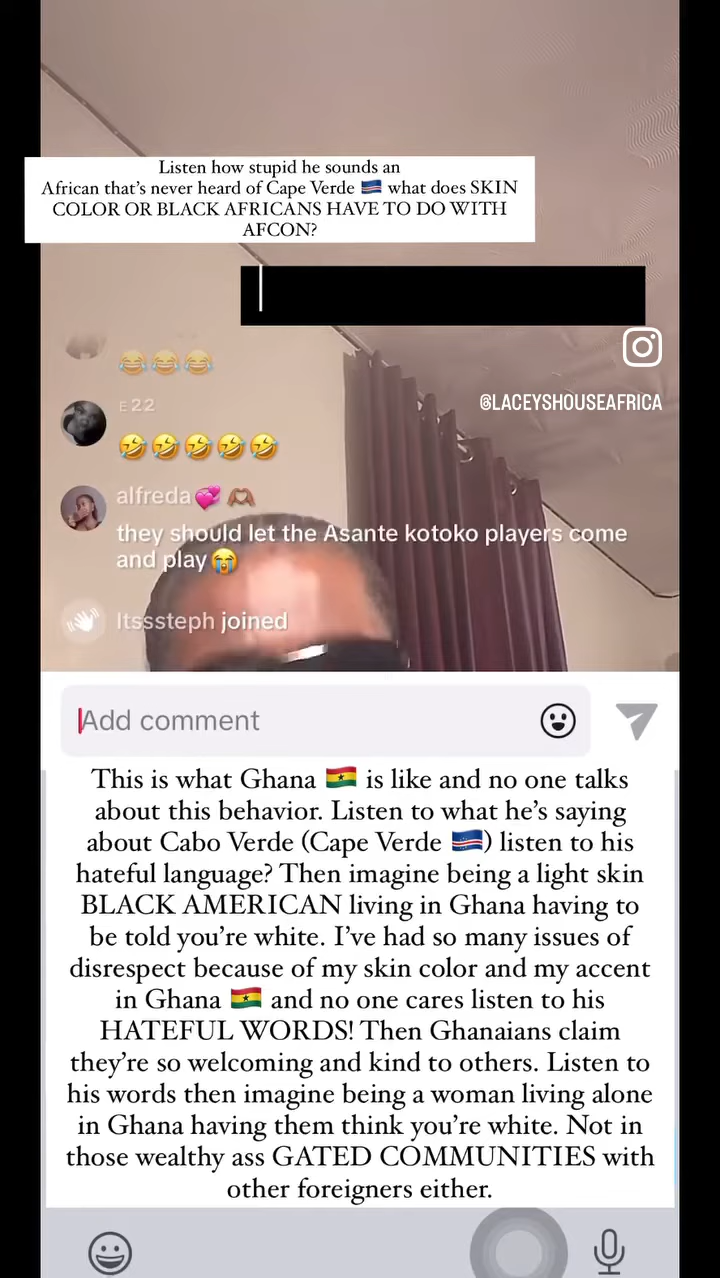 Listen how stupid he sounds an
African that’s never heard of Cape Verde 🇨🇻 what does SKIN
COLOR OR BLACK AFRICANS HAVE TO DO WITH
AFCON?
@LACEYSHOUSEAFRICA
😂😂😂
E 2 2
🤣🤣🤣🤣🤣
alfreda💞 🫶🏾
they should let the Asante kotoko players come
and play😭
Itsssteph joined
Add comment
This is what Ghana 🇬🇭 is like and no one talks
about this behavior. Listen to what he’s saying
about Cabo Verde (Cape Verde 🇨🇻) listen to his
hateful language? Then imagine being a light skin
BLACK AMERICAN living in Ghana having to
be told you’re white. I’ve had so many issues of
disrespect because of my skin color and my accent
in Ghana 🇬🇭 and no one cares listen to his
HATEFUL WORDS! Then Ghanaians claim
they’re so welcoming and kind to others. Listen to
his words then imagine being a woman living alone
in Ghana having them think you’re white. Not in
those wealthy ass GATED COMMUNITIES with
other foreigners either.